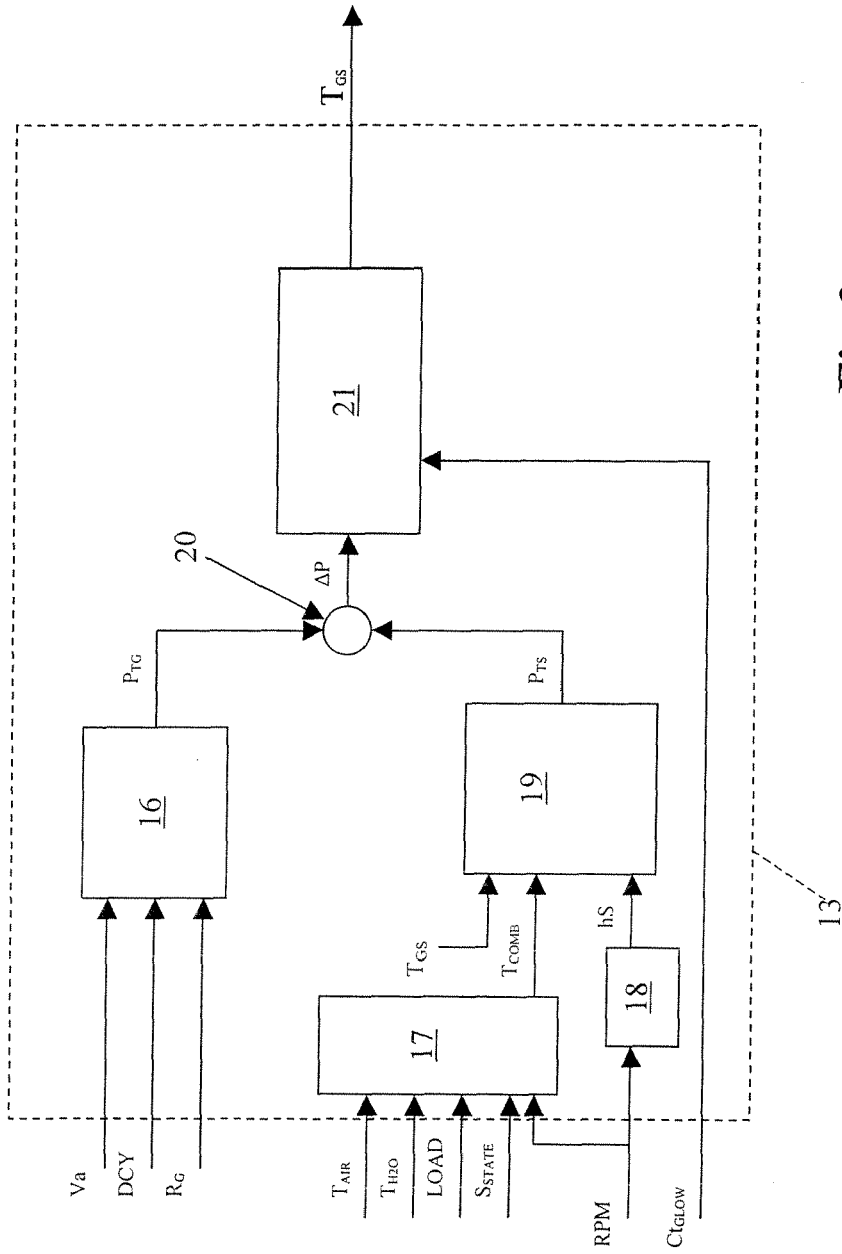 Va
DCY
R_G
16
P_TG
20
ΔP
21
T_GS
T_AIR
T_H2O
LOAD
S_STATE
17
T_GS
T_COMB
RPM
18
hS
19
P_TS
Ct_GLOW
13